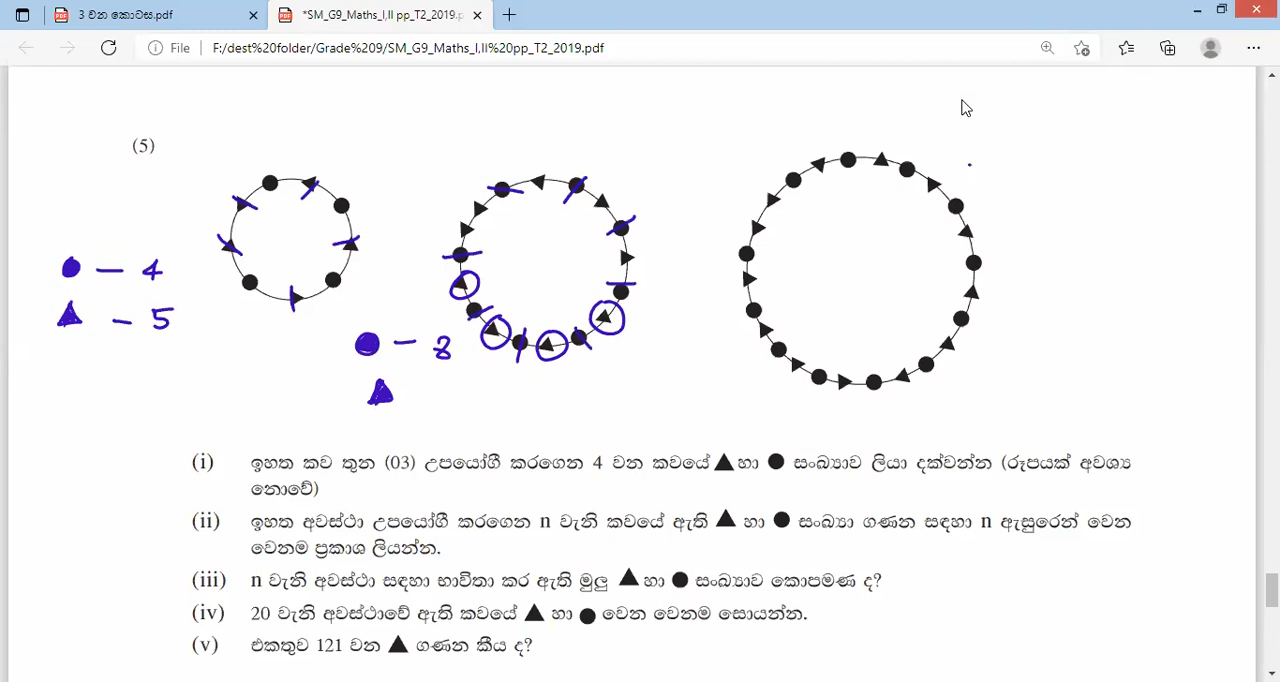 3 වන කොටස.pdf
*SM_G9_Maths_I,II pp_T2_2019.p
File F:/dest%20folder/Grade%209/SM_G9_Maths_I,II%20pp_T2_2019.pdf
(5)
● – 4
▲ – 5
● – 8
▲
(i) ඉහත කව තුන (03) උපයෝගී කරගෙන 4 වන කවයේ ▲ හා ● සංඛ්‍යාව ලියා දක්වන්න (රූපයක් අවශ්‍ය
නොවේ)
(ii) ඉහත අවස්ථා උපයෝගී කරගෙන n වැනි කවයේ ඇති ▲ හා ● සංඛ්‍යා ගණන සඳහා n ඇසුරෙන් වෙන
වෙනම ප්‍රකාශ ලියන්න.
(iii) n වැනි අවස්ථා සඳහා භාවිතා කර ඇති මුලු ▲ හා ● සංඛ්‍යාව කොපමණ ද?
(iv) 20 වැනි අවස්ථාවේ ඇති කවයේ ▲ හා ● වෙන වෙනම සොයන්න.
(v) එකතුව 121 වන ▲ ගණන කීය ද?